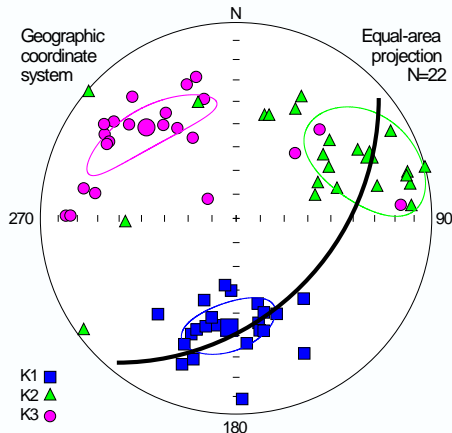 N
Geographic
coordinate
system
Equal-area
projection
N=22
270
90
K1
K2
K3
180